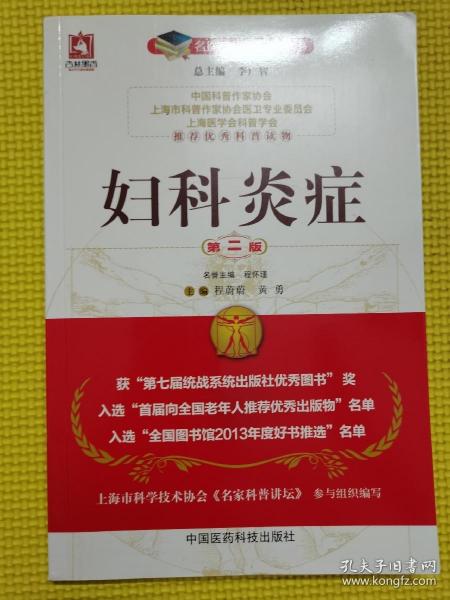 吉林墨香
名医
总主编 李广智
中国科普作家协会
上海市科普作家协会医卫专业委员会
上海医学会科普学会
推荐优秀科普读物
妇科炎症
第二版
名誉主编 程怀瑾
主编 程蔚蔚 黄勇
获“第七届统战系统出版社优秀图书”奖
入选“首届向全国老年人推荐优秀出版物”名单
入选“全国图书馆2013年度好书推选”名单
上海市科学技术协会《名家科普讲坛》 参与组织编写
中国医药科技出版社
孔夫子旧书网
www.kongfz.com